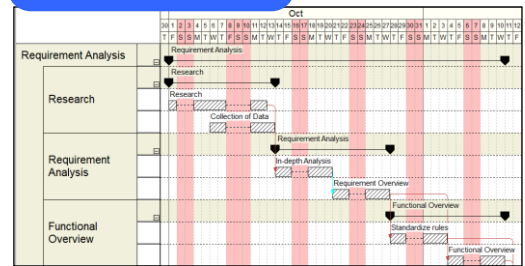 Oct
30 1 2 3 4 5 6 7 8 9 10 11 12 13 14 15 16 17 18 19 20 21 22 23 24 25 26 27 28 29 30 31 1 2 3 4 5 6 7 8 9 10 11 12
T F S S M T W T F S S M T W T F S S M T W T F S S M T W T F S S M T W T F S S M T W T F
Requirement Analysis
Requirement Analysis
Research
Research
Research
Collection of Data
Requirement Analysis
Requirement
Analysis
In-depth Analysis
Requirement Overview
Functional Overview
Functional
Overview
Standardize rules
Functional Overview